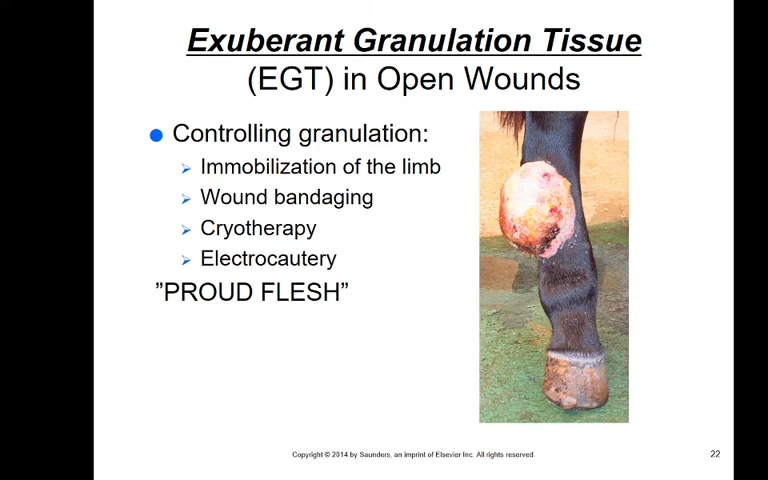 Exuberant Granulation Tissue
(EGT) in Open Wounds
Controlling granulation:
Immobilization of the limb
Wound bandaging
Cryotherapy
Electrocautery
”PROUD FLESH”
Copyright © 2014 by Saunders, an imprint of Elsevier Inc. All rights reserved.
22